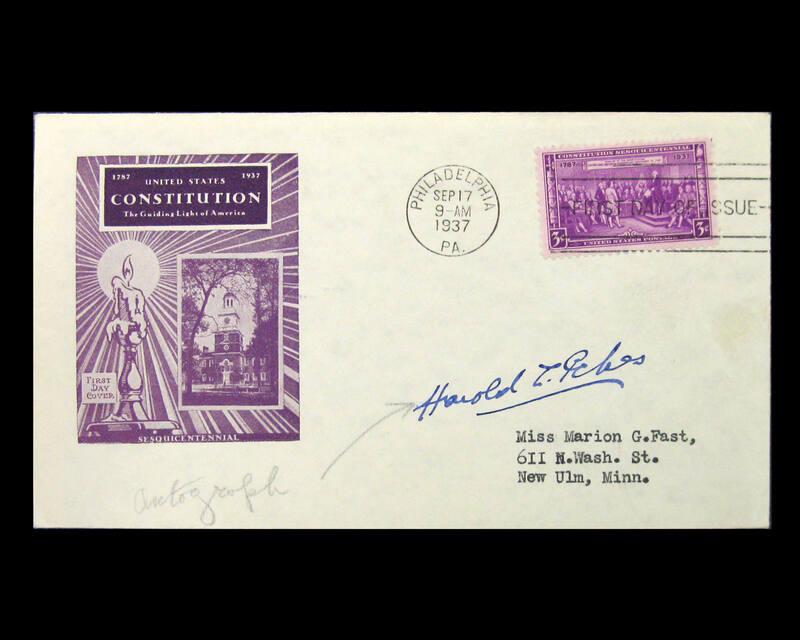 1787 1937
UNITED STATES
CONSTITUTION
The Guiding Light of America
FIRST
DAY
COVER
SESQUICENTENNIAL
PHILADELPHIA
SEP 17
9-AM
1937
PA.
CONSTITUTION SESQUICENTENNIAL
1787 1937
FIRST DAY OF ISSUE
3¢ 3¢
UNITED STATES POSTAGE
Harold L. Ickes
Miss Marion G.Fast,
611 N.Wash. St.
New Ulm, Minn.
autograph